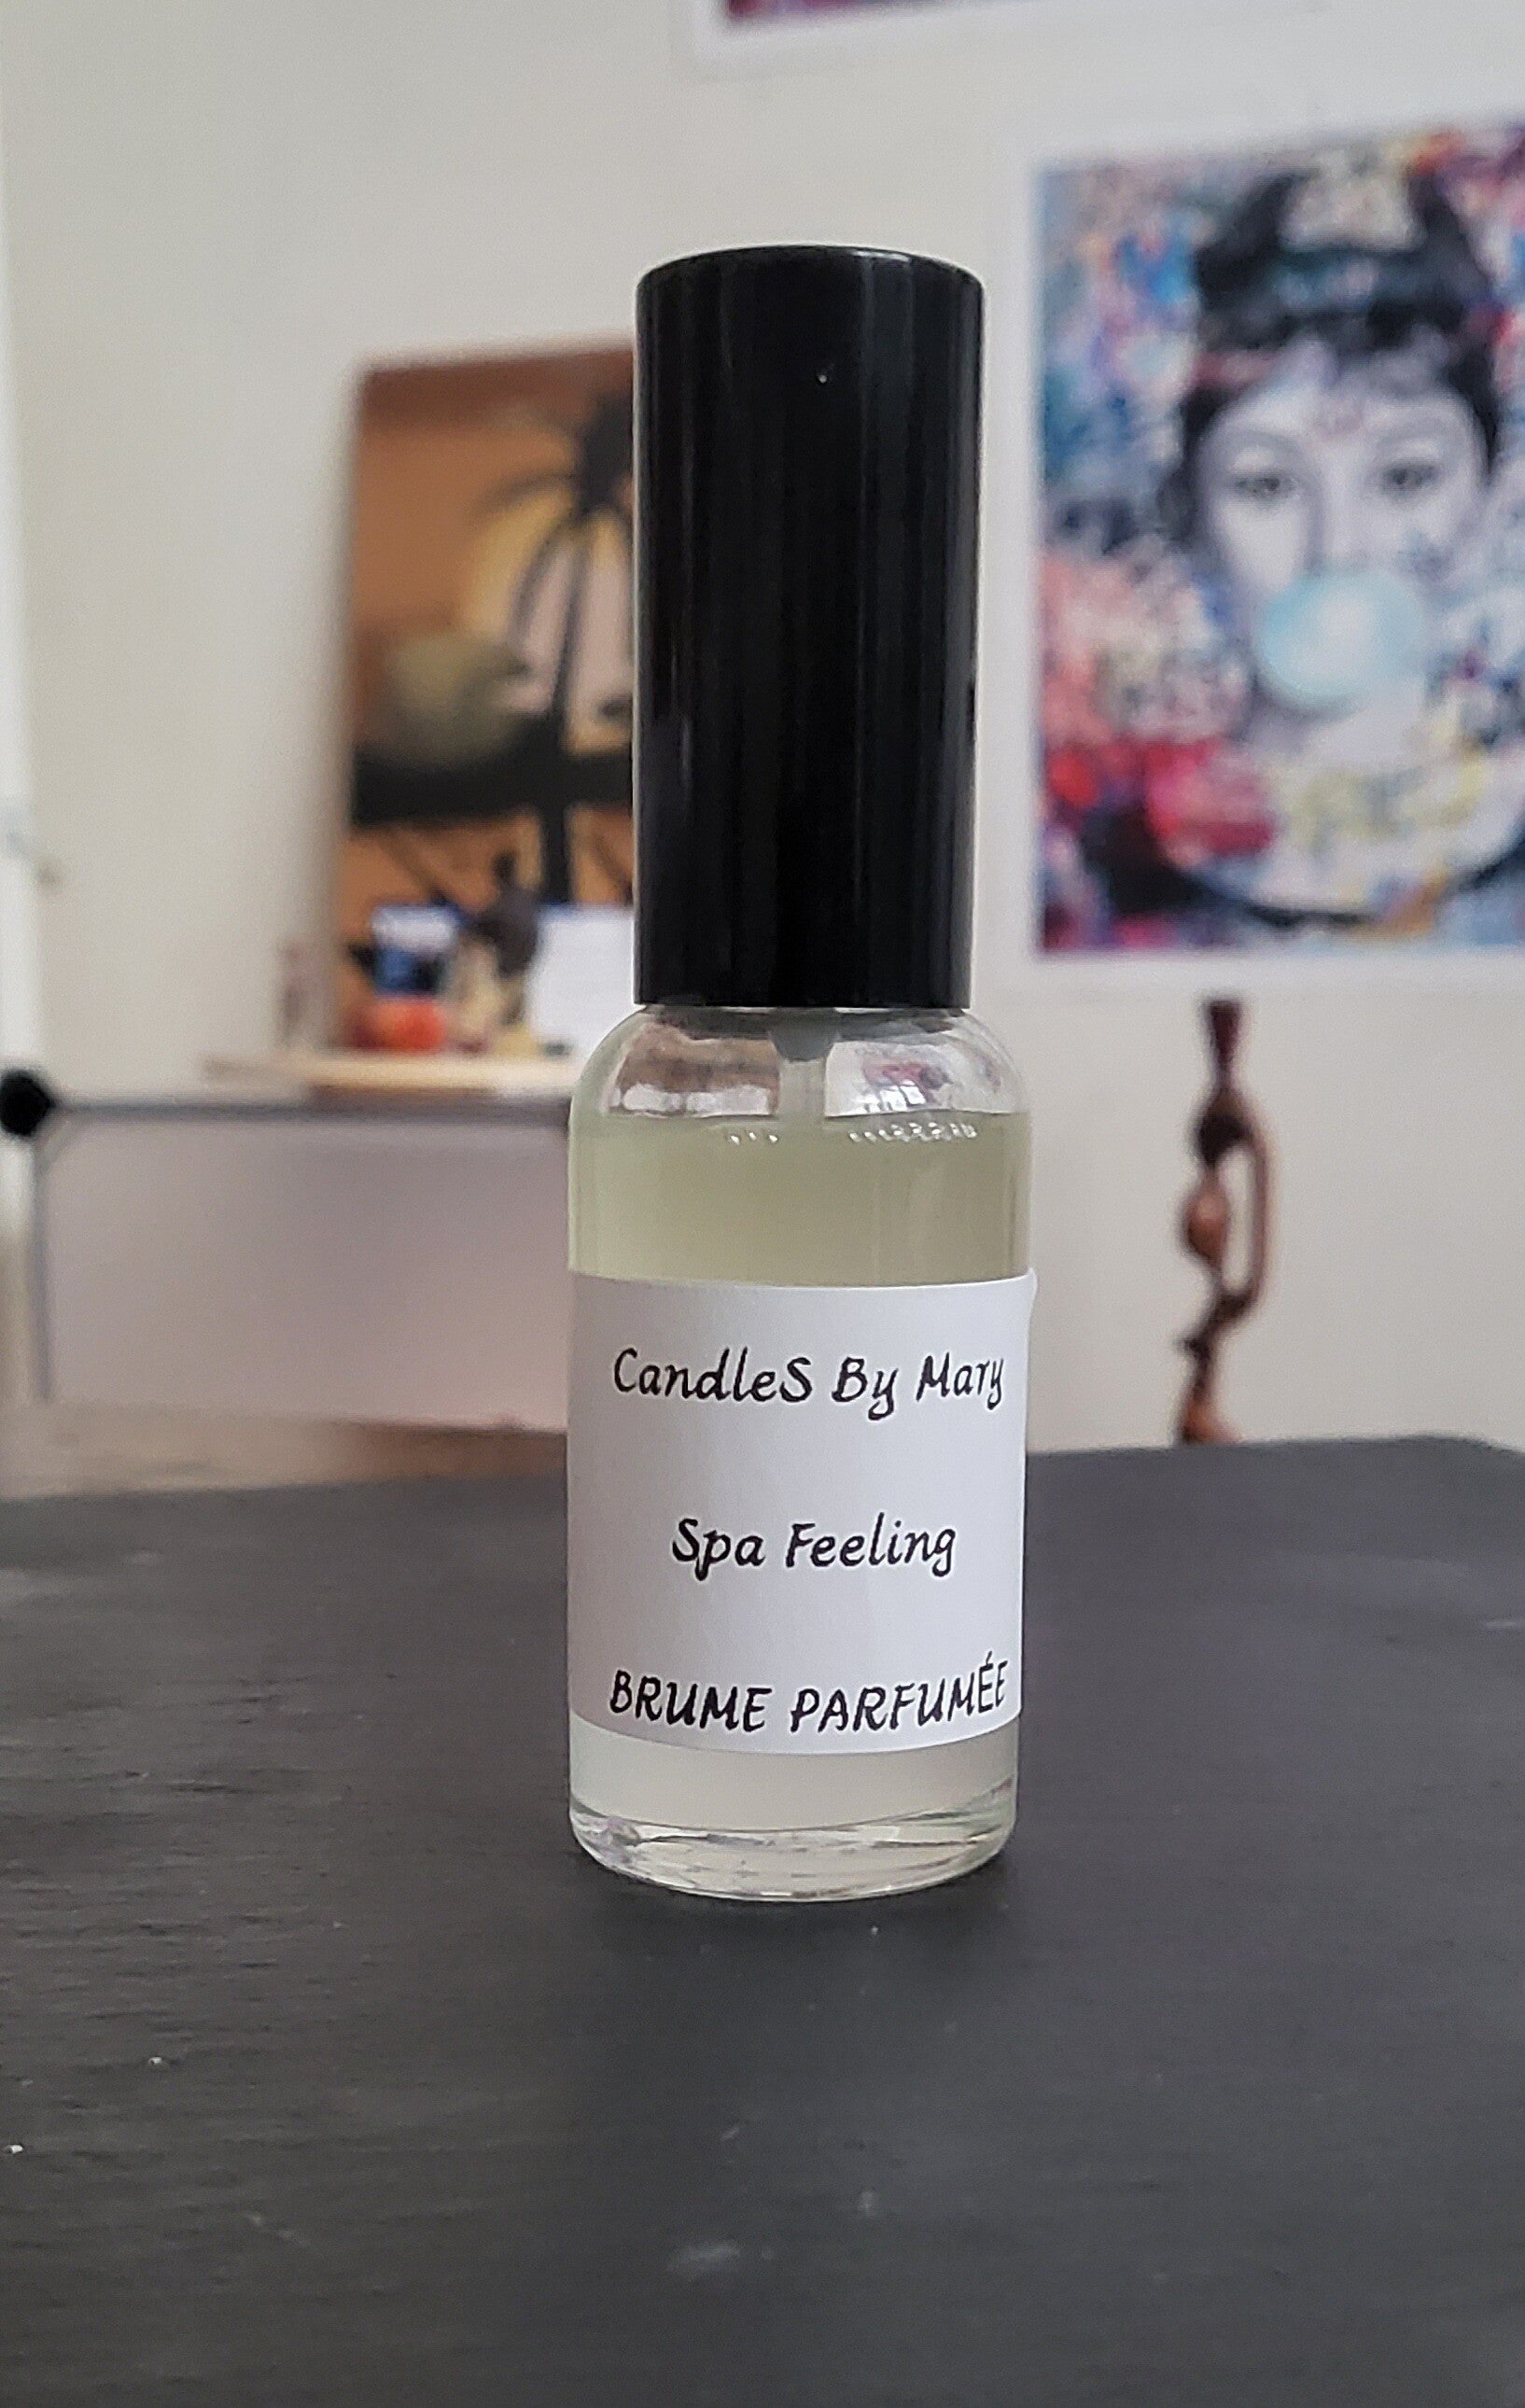 CandleS By Mary
Spa Feeling
BRUME PARFUMÉE